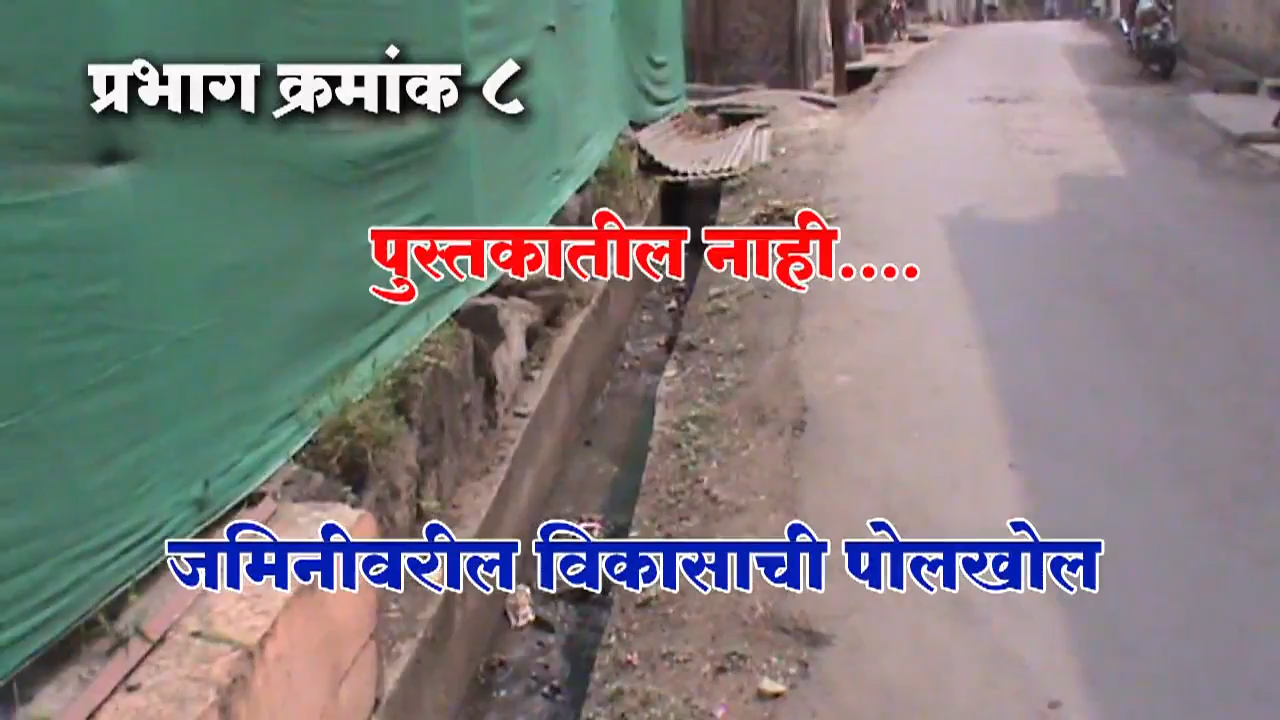 प्रभाग क्रमांक ८
पुस्तकातील नाही....
जमिनीवरील विकासाची पोलखोल